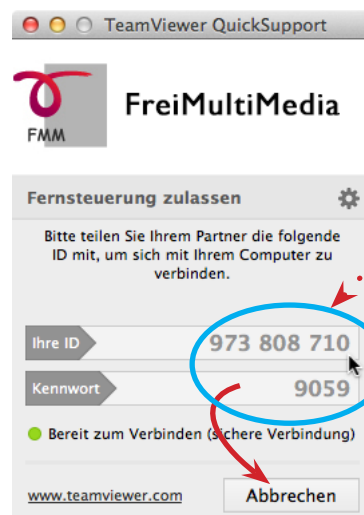 TeamViewer QuickSupport
FMM
FreiMultiMedia
Fernsteuerung zulassen
Bitte teilen Sie Ihrem Partner die folgende
ID mit, um sich mit Ihrem Computer zu
verbinden.
Ihre ID 973 808 710
Kennwort 9059
Bereit zum Verbinden (sichere Verbindung)
www.teamviewer.com Abbrechen